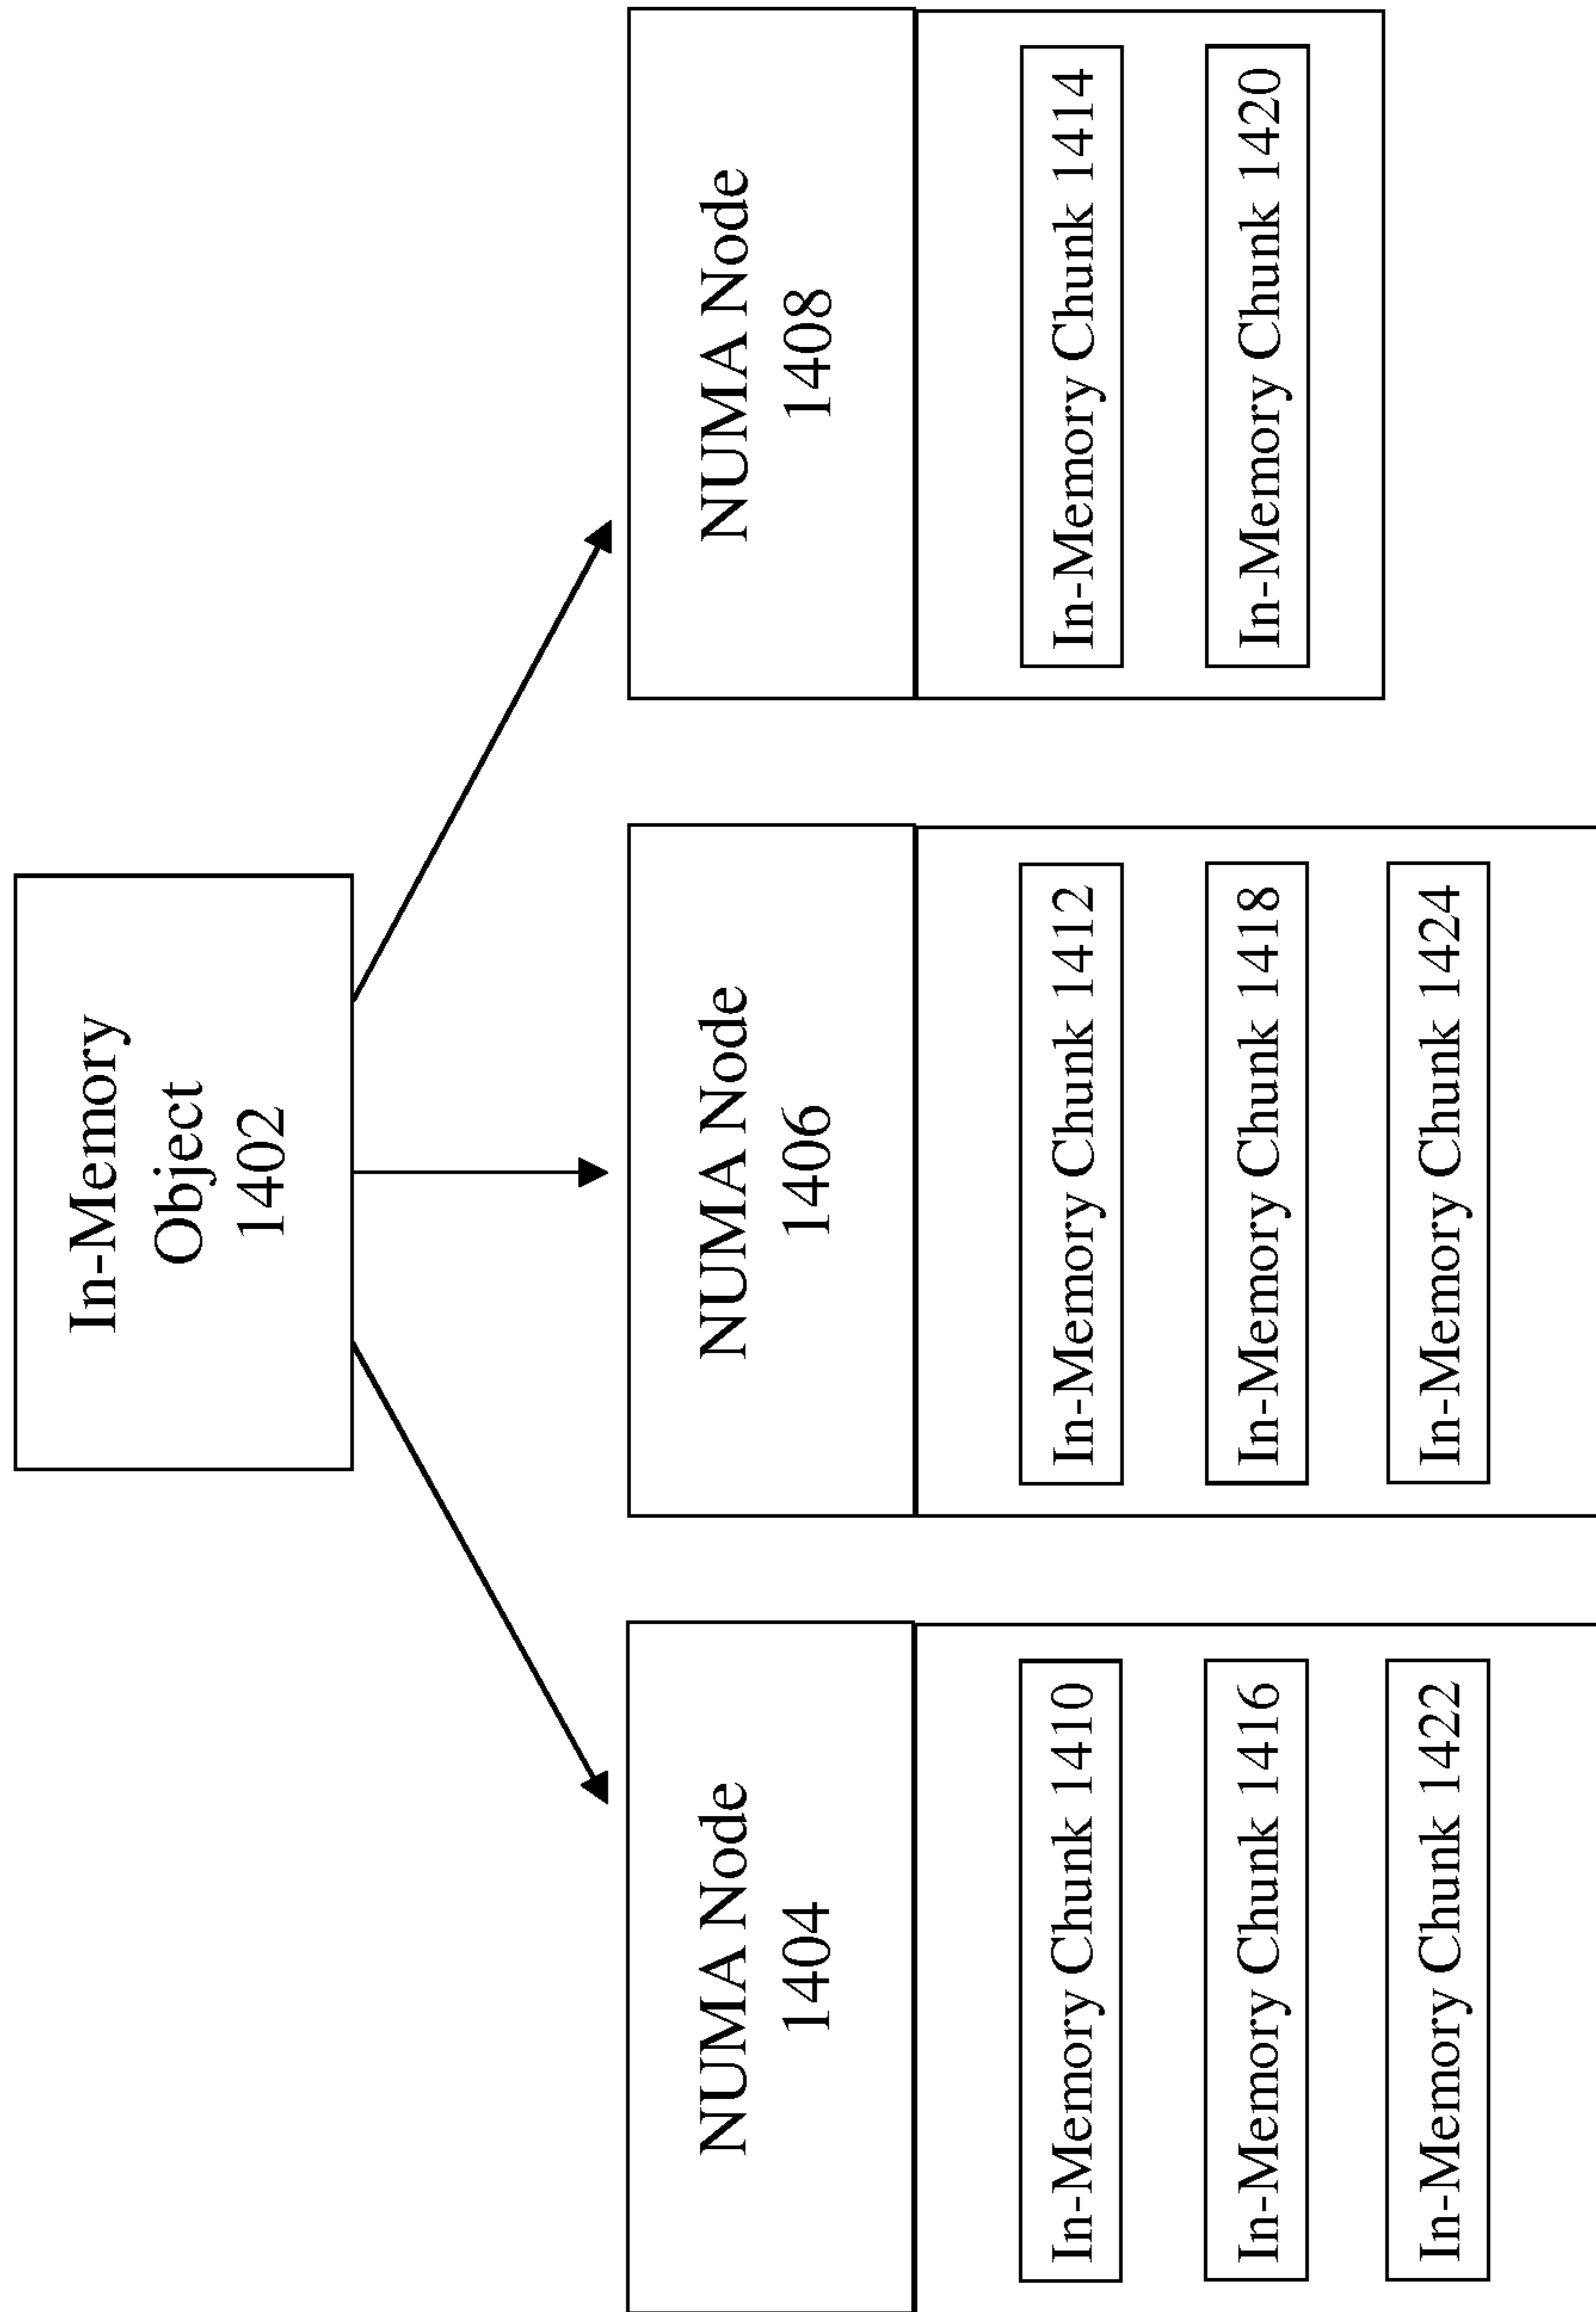 In-Memory
Object
1402
NUMA Node
1404
In-Memory Chunk 1410
In-Memory Chunk 1416
In-Memory Chunk 1422
NUMA Node
1406
In-Memory Chunk 1412
In-Memory Chunk 1418
In-Memory Chunk 1424
NUMA Node
1408
In-Memory Chunk 1414
In-Memory Chunk 1420